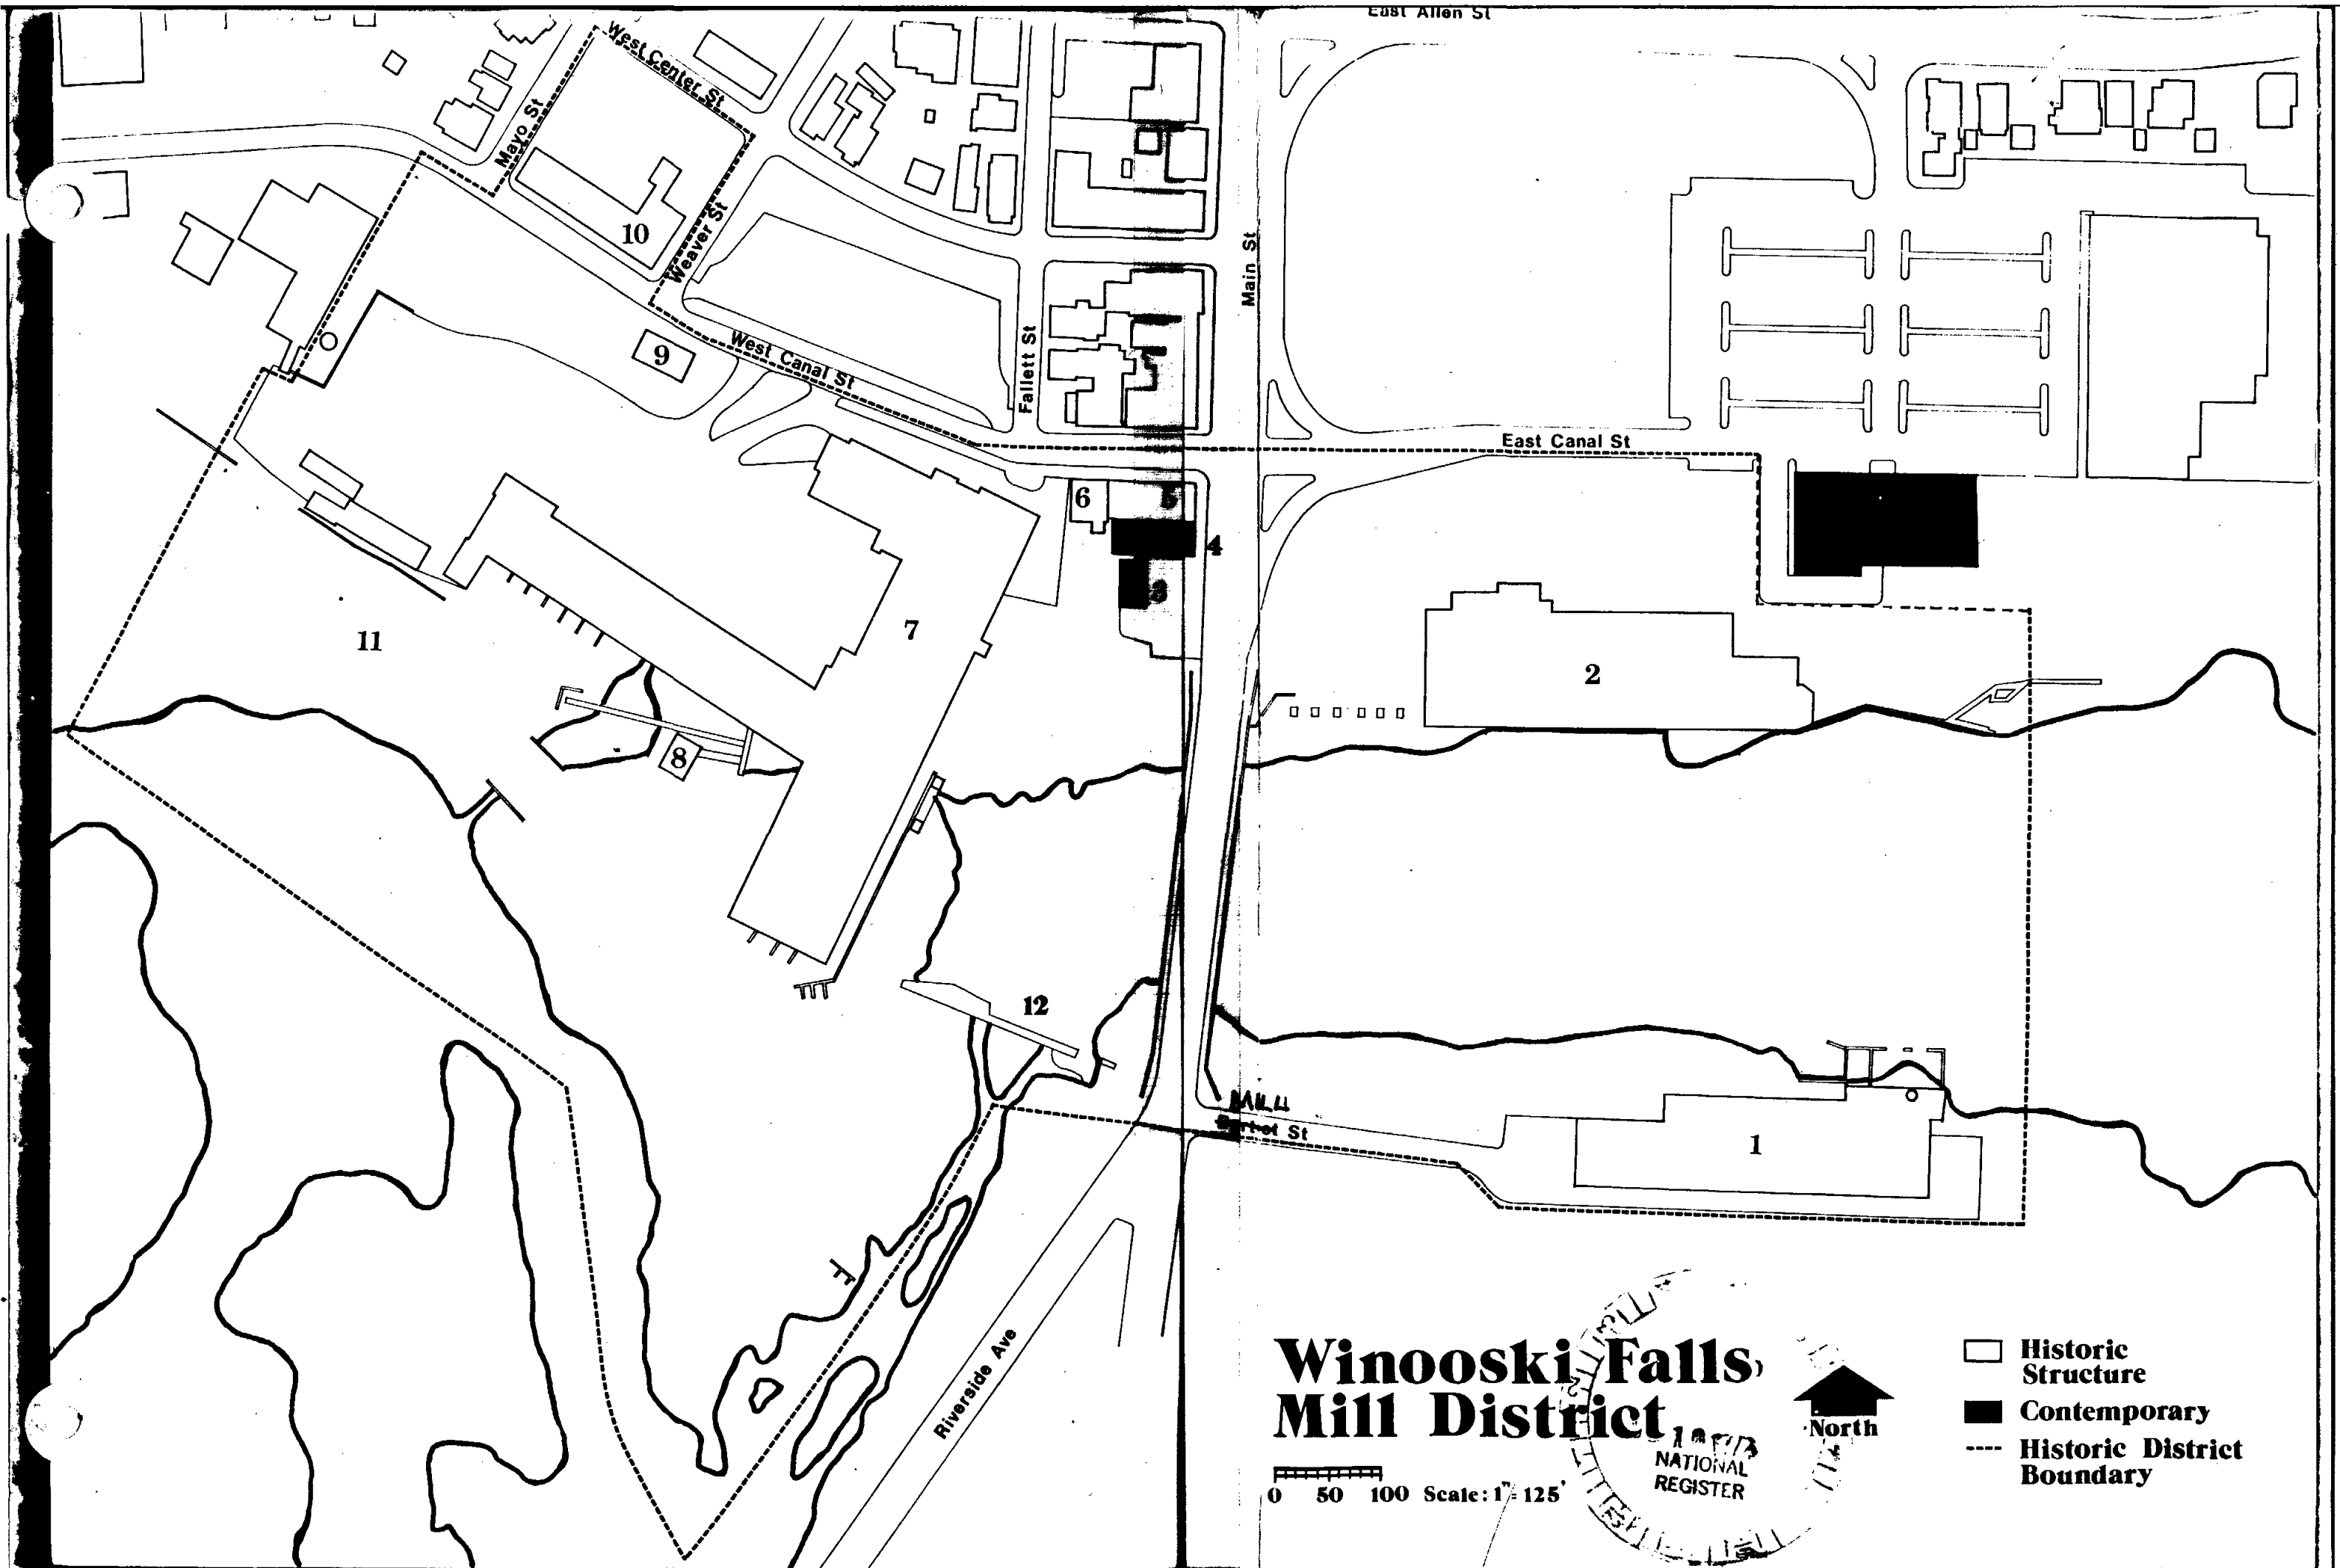 East Allen St
West Center St
Mayo St
Weaver St
10
Main St
9
West Canal St
Fallett St
East Canal St
6
5
4
3
7
11
2
8
12
MILL
St
1
Riverside Ave
Winooski Falls
Mill District
0 50 100 Scale: 1"= 125'
NATIONAL
REGISTER
North
Historic
Structure
Contemporary
Historic District
Boundary